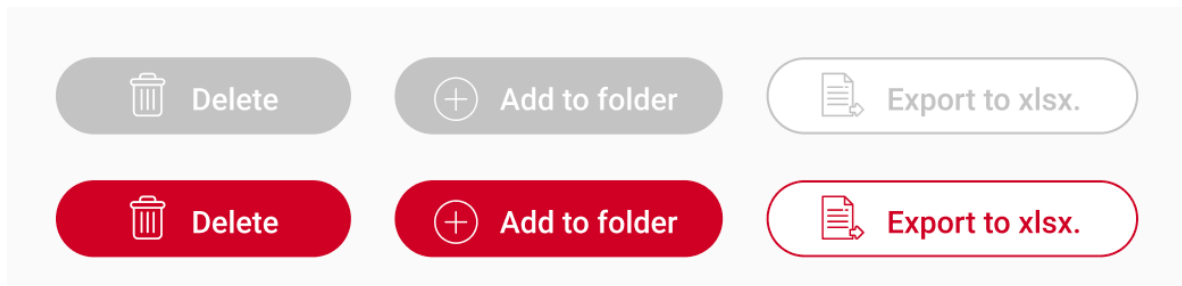 Delete
Add to folder
Export to xlsx.
Delete
Add to folder
Export to xlsx.